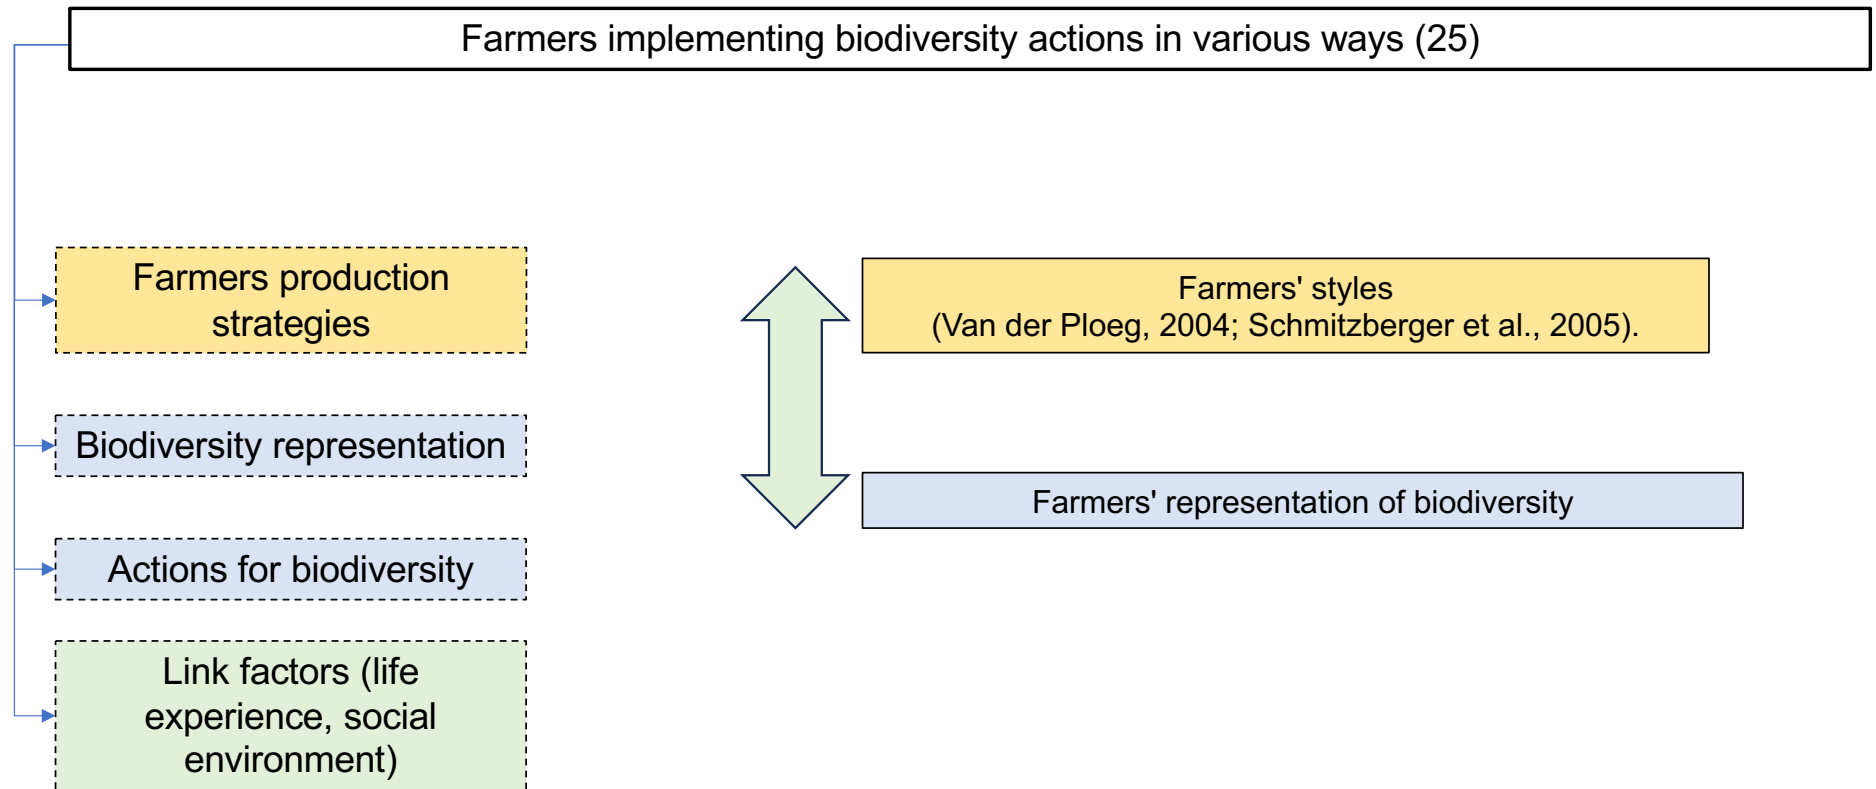 Farmers implementing biodiversity actions in various ways (25)
Farmers production
strategies
Biodiversity representation
Actions for biodiversity
Link factors (life
experience, social
environment)
Farmers' styles
(Van der Ploeg, 2004; Schmitzberger et al., 2005).
Farmers' representation of biodiversity